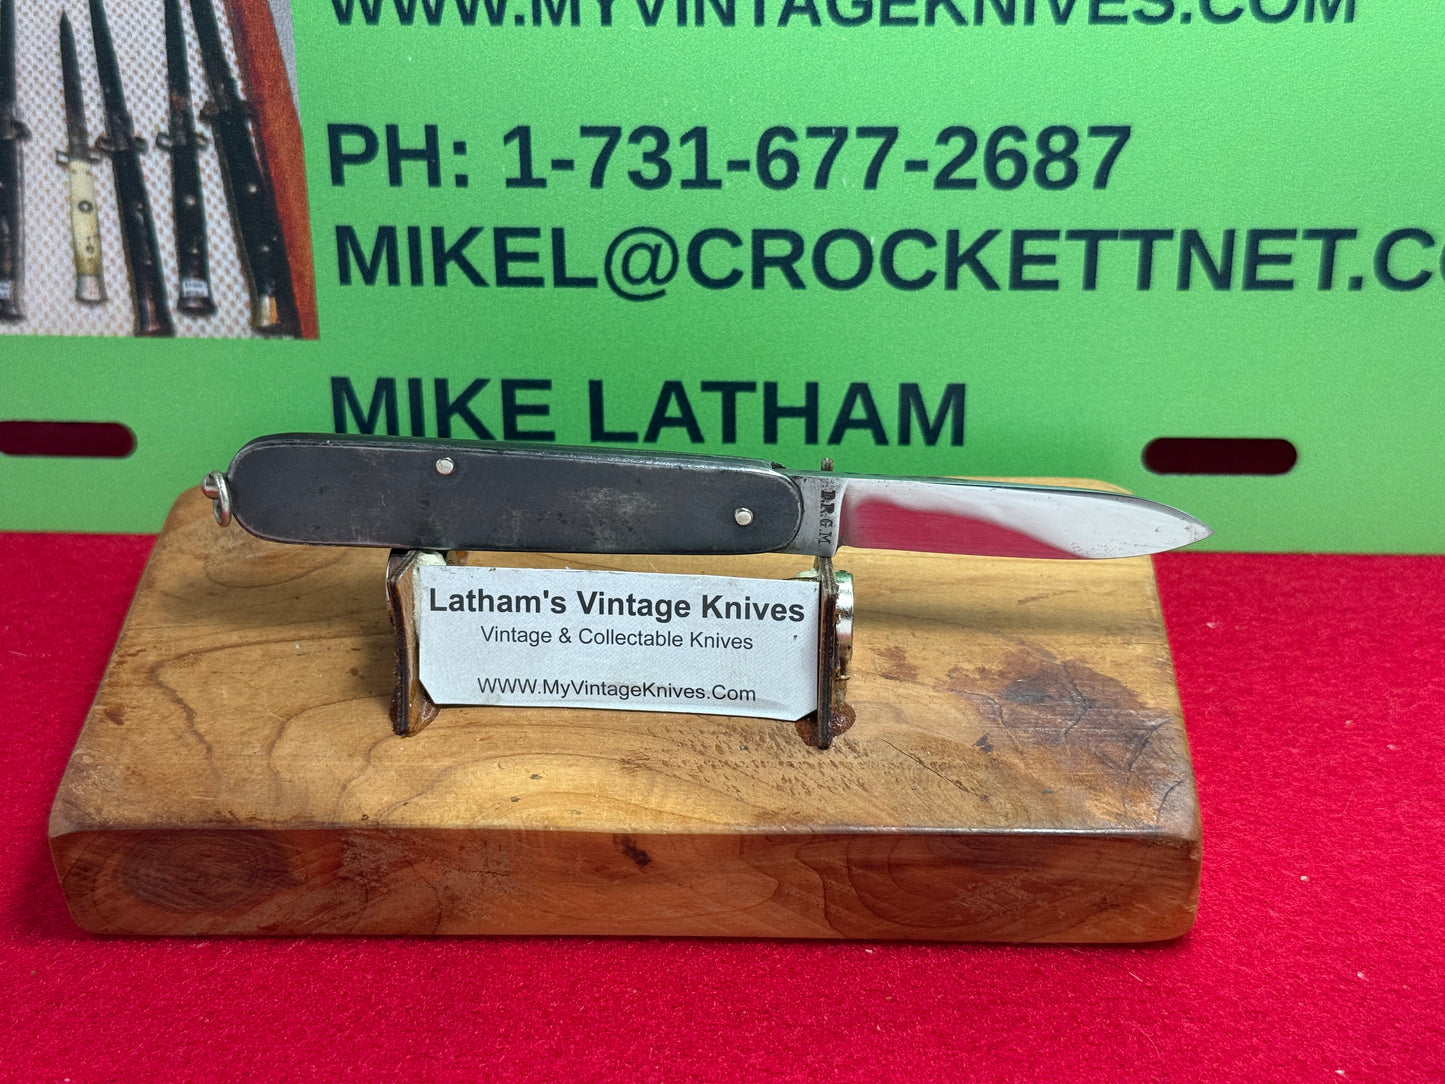 WWW.MYVINTAGEKNIVES.COM
PH: 1-731-677-2687
MIKEL@CROCKETTNET.CO
MIKE LATHAM
D.R.G.M
Latham's Vintage Knives
Vintage & Collectable Knives
WWW.MyVintageKnives.Com